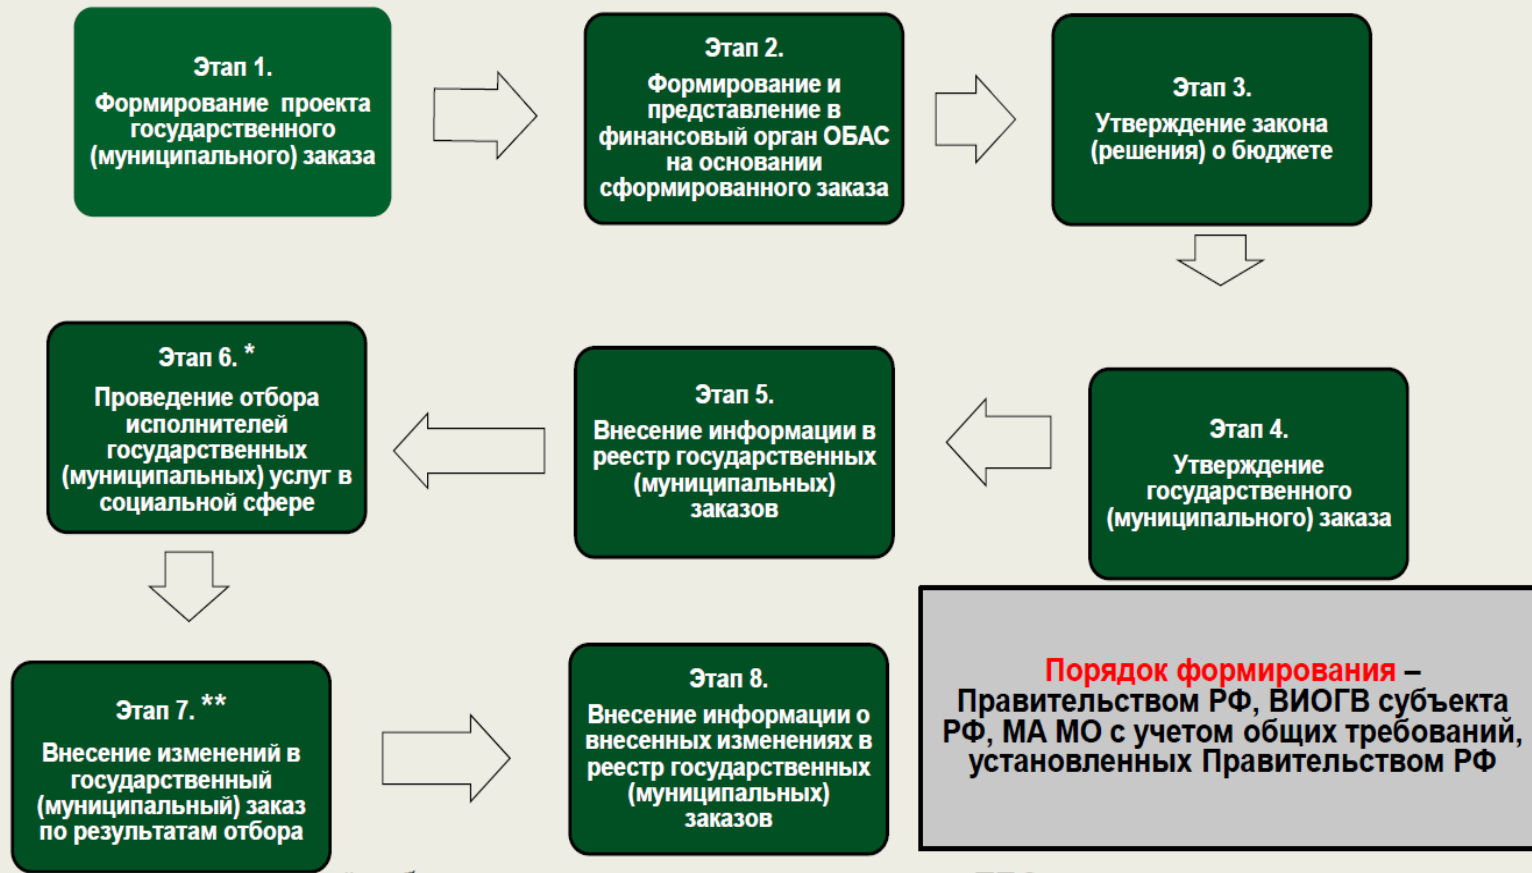 Этап 1.
Формирование проекта
государственного
(муниципального) заказа
Этап 2.
Формирование и
представление в
финансовый орган ОБАС
на основании
сформированного заказа
Этап 3.
Утверждение закона
(решения) о бюджете
Этап 4.
Утверждение
государственного
(муниципального) заказа
Этап 5.
Внесение информации в
реестр государственных
(муниципальных)
заказов
Этап 6. *
Проведение отбора
исполнителей
государственных
(муниципальных) услуг в
социальной сфере
Этап 7. **
Внесение изменений в
государственный
(муниципальный) заказ
по результатам отбора
Этап 8.
Внесение информации о
внесенных изменениях в
реестр государственных
(муниципальных)
заказов
Порядок формирования –
Правительством РФ, ВИОГВ субъекта
РФ, МА МО с учетом общих требований,
установленных Правительством РФ